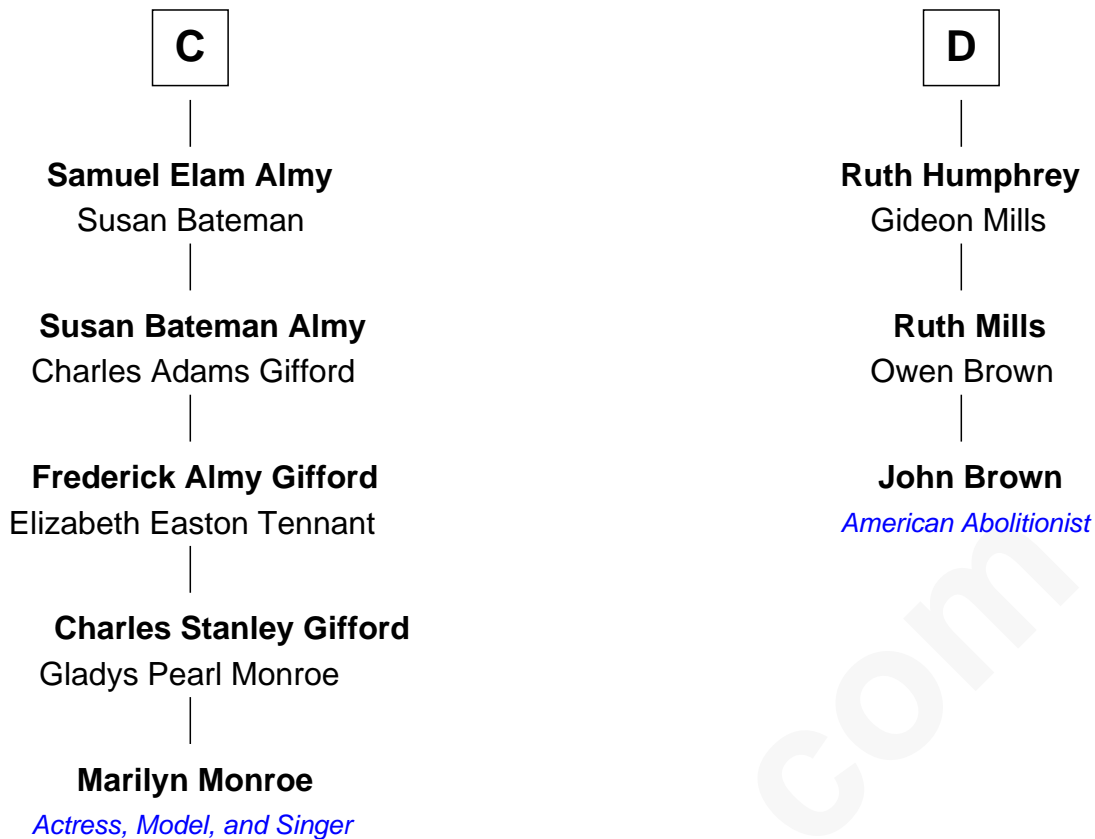 C
Samuel Elam Almy
Susan Bateman
Susan Bateman Almy
Charles Adams Gifford
Frederick Almy Gifford
Elizabeth Easton Tennant
Charles Stanley Gifford
Gladys Pearl Monroe
Marilyn Monroe
Actress, Model, and Singer
D
Ruth Humphrey
Gideon Mills
Ruth Mills
Owen Brown
John Brown
American Abolitionist
com